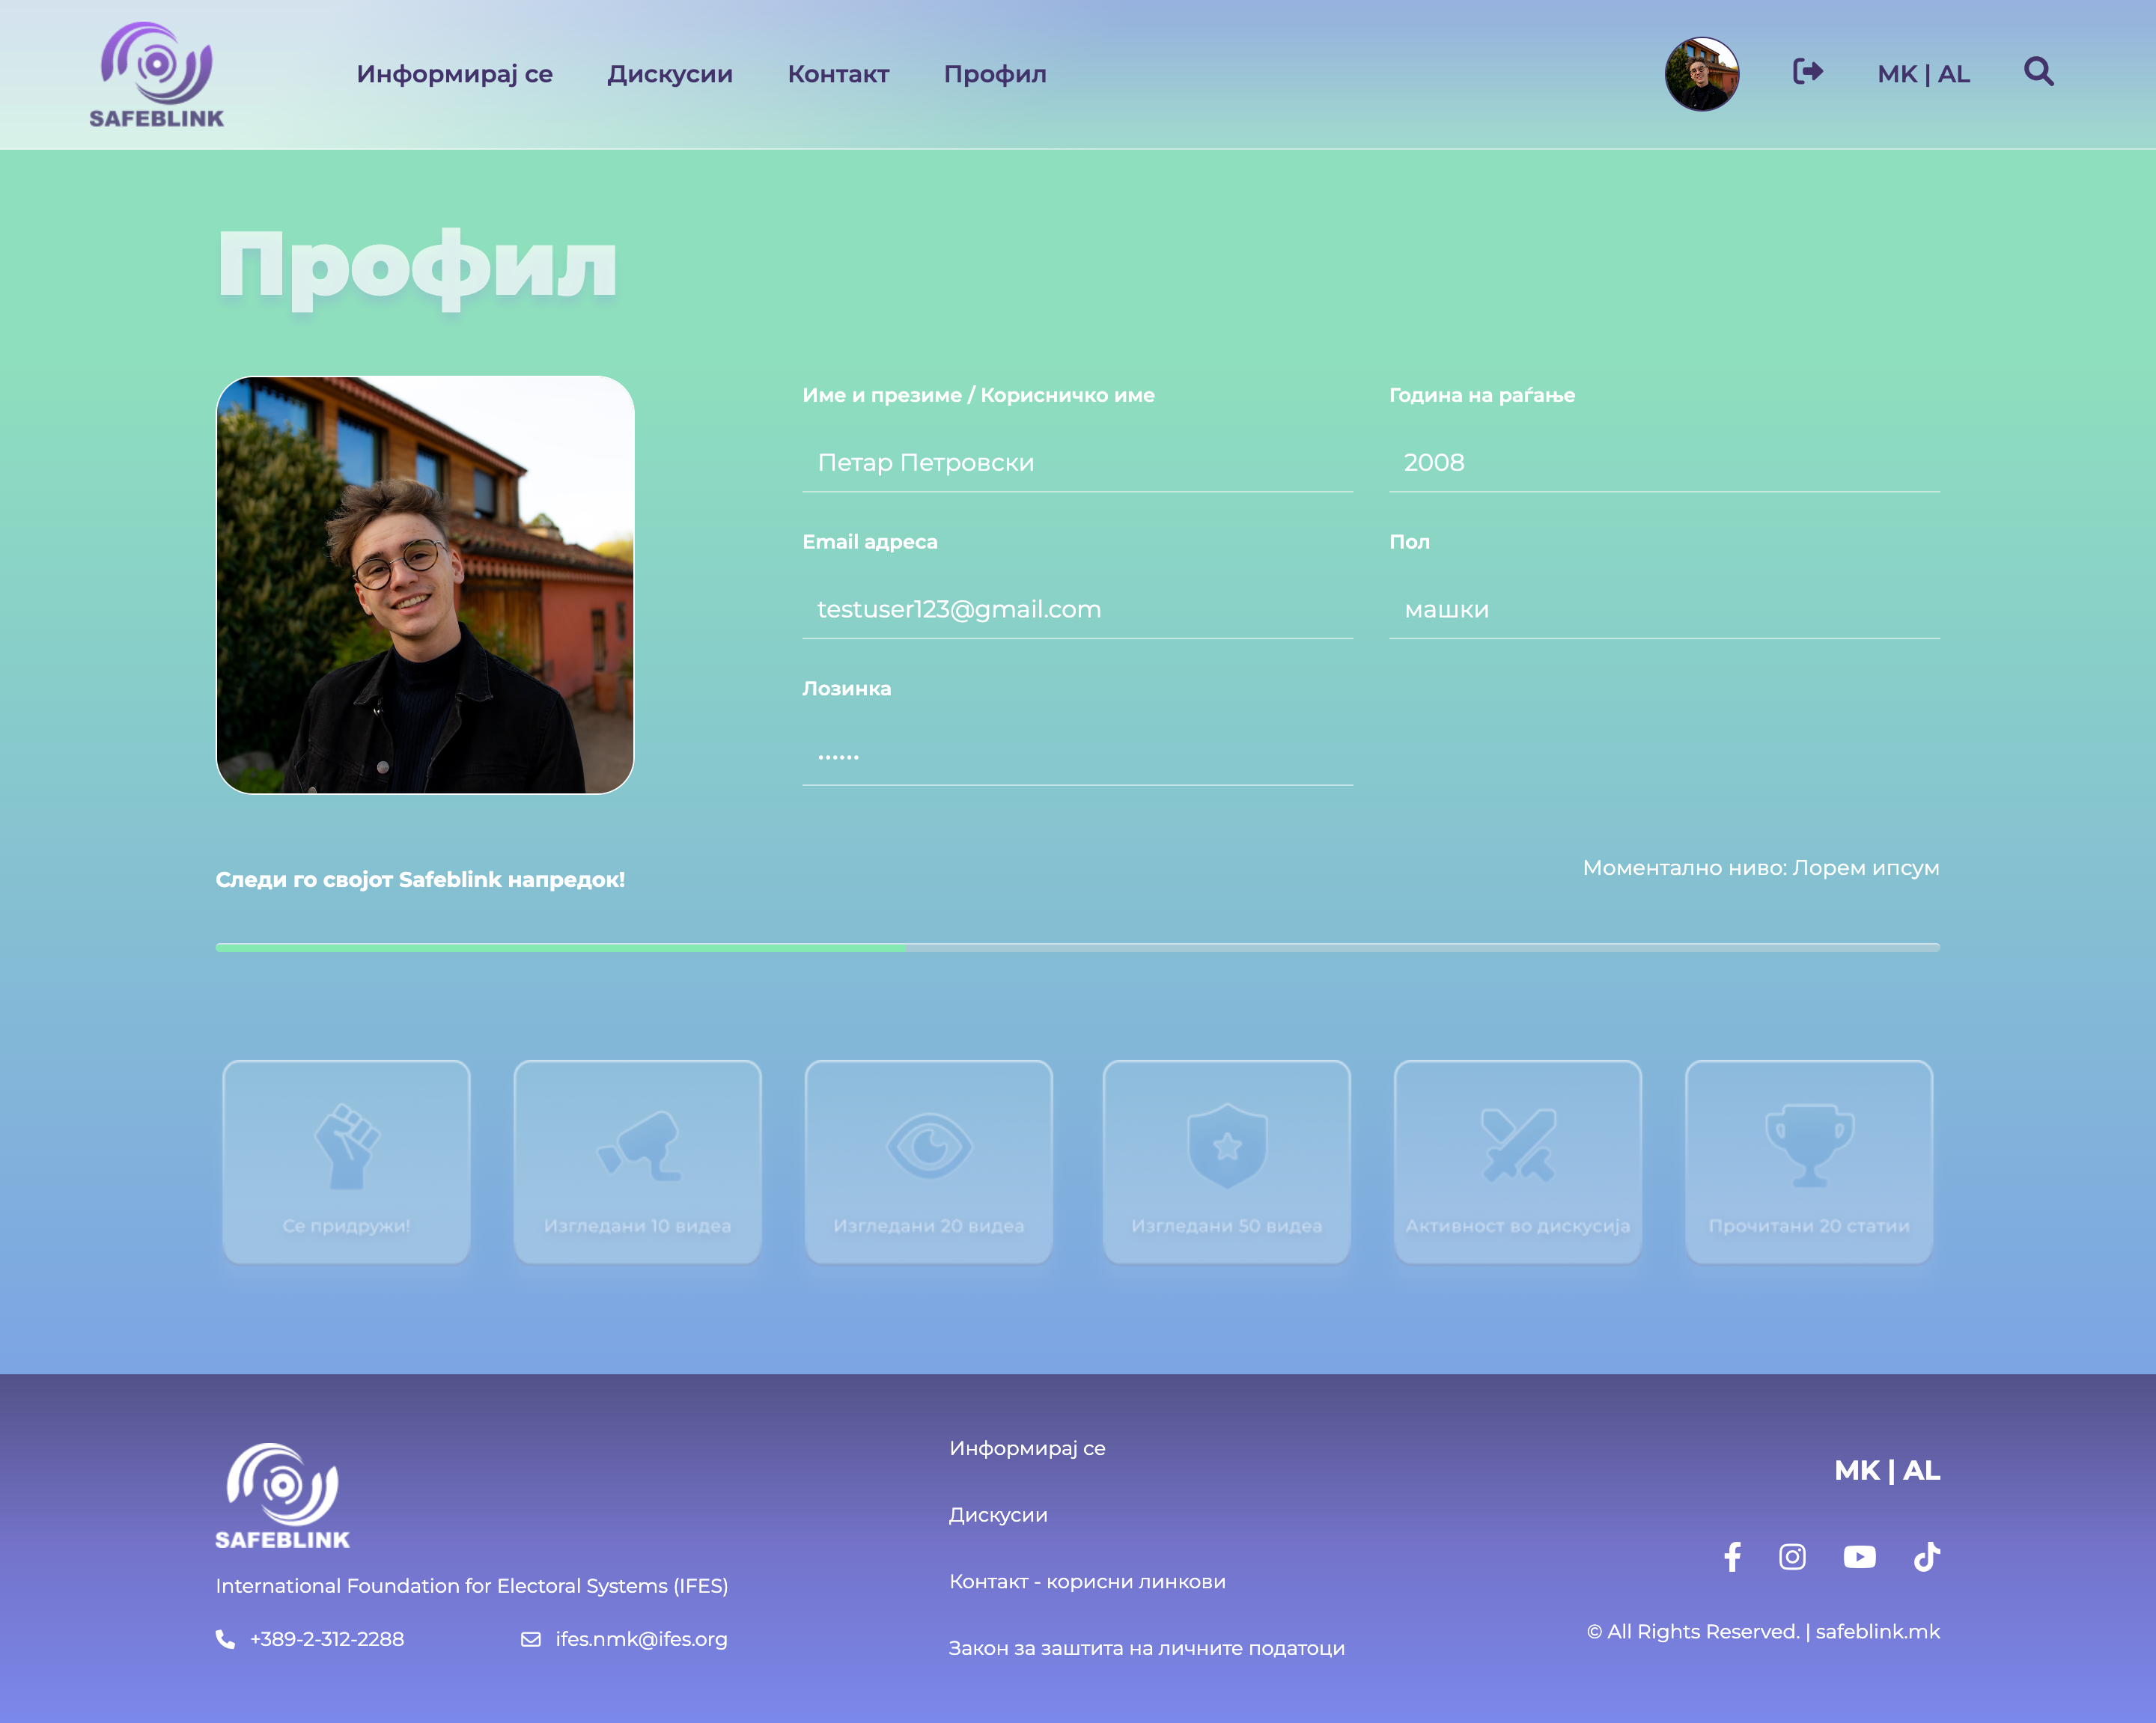 SAFEBLINK
Информирај се
Дискусии
Контакт
Профил
MK | AL
Профил
Име и презиме / Корисничко име
Година на раѓање
Петар Петровски
2008
Email адреса
Пол
testuser123@gmail.com
машки
Лозинка
••••••
Следи го својот Safeblink напредок!
Моментално ниво: Лорем ипсум
Се придружи!
Изгледани 10 видеа
Изгледани 20 видеа
Изгледани 50 видеа
Активност во дискусија
Прочитани 20 статии
SAFEBLINK
International Foundation for Electoral Systems (IFES)
+389-2-312-2288
ifes.nmk@ifes.org
Информирај се
Дискусии
Контакт - корисни линкови
Закон за заштита на личните податоци
MK | AL
© All Rights Reserved. | safeblink.mk